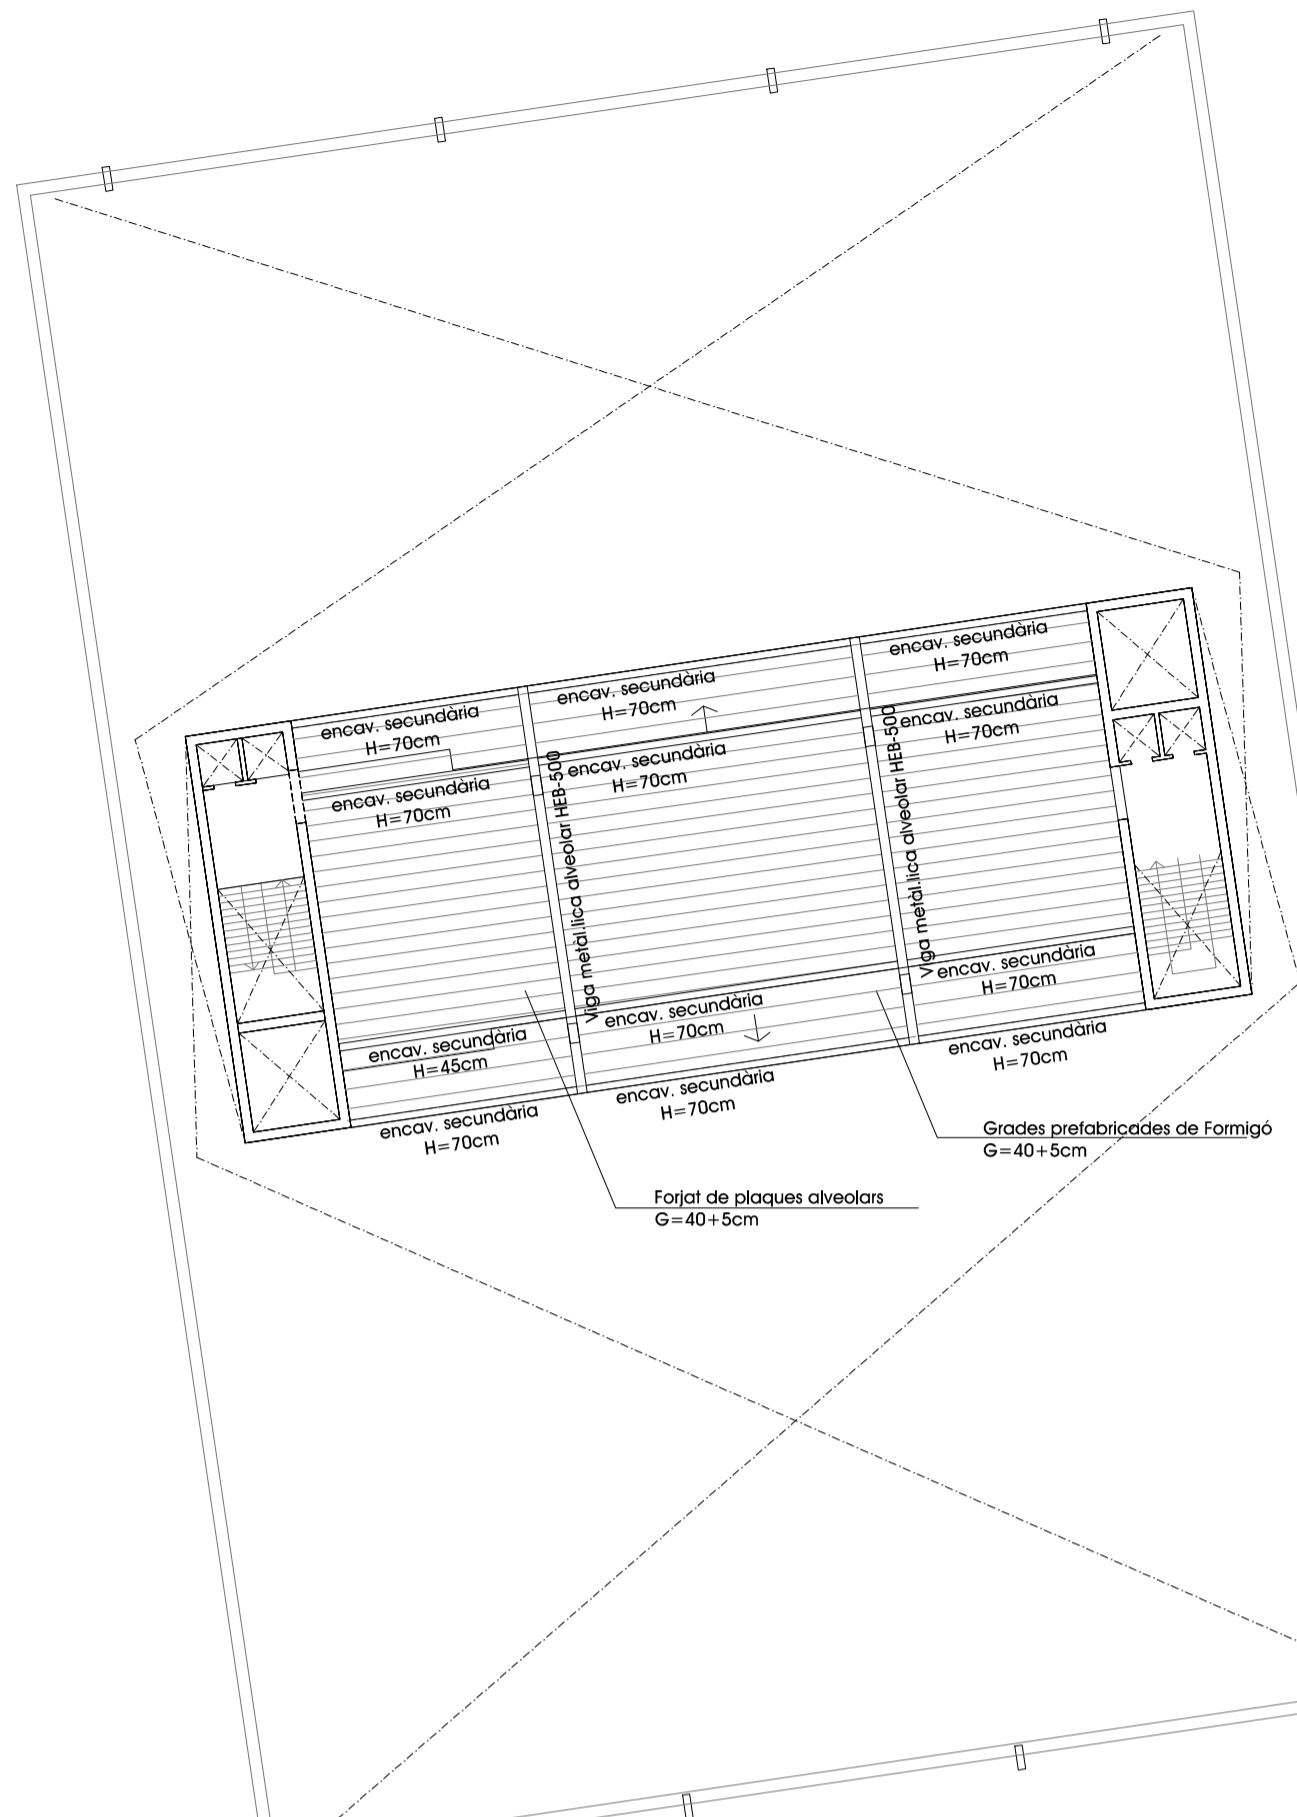 encav. secundària
H=70cm
encav. secundària
H=70cm
encav. secundària
H=70cm
encav. secundària
H=70cm
encav. secundària
H=70cm
encav. secundària
H=70cm
Viga metàl.lica alveolar HEB-500
Viga metàl.lica alveolar HEB-500
encav. secundària
H=45cm
encav. secundària
H=70cm
encav. secundària
H=70cm
encav. secundària
H=70cm
encav. secundària
H=70cm
encav. secundària
H=70cm
Grades prefabricades de Formigó
G=40+5cm
Forjat de plaques alveolars
G=40+5cm